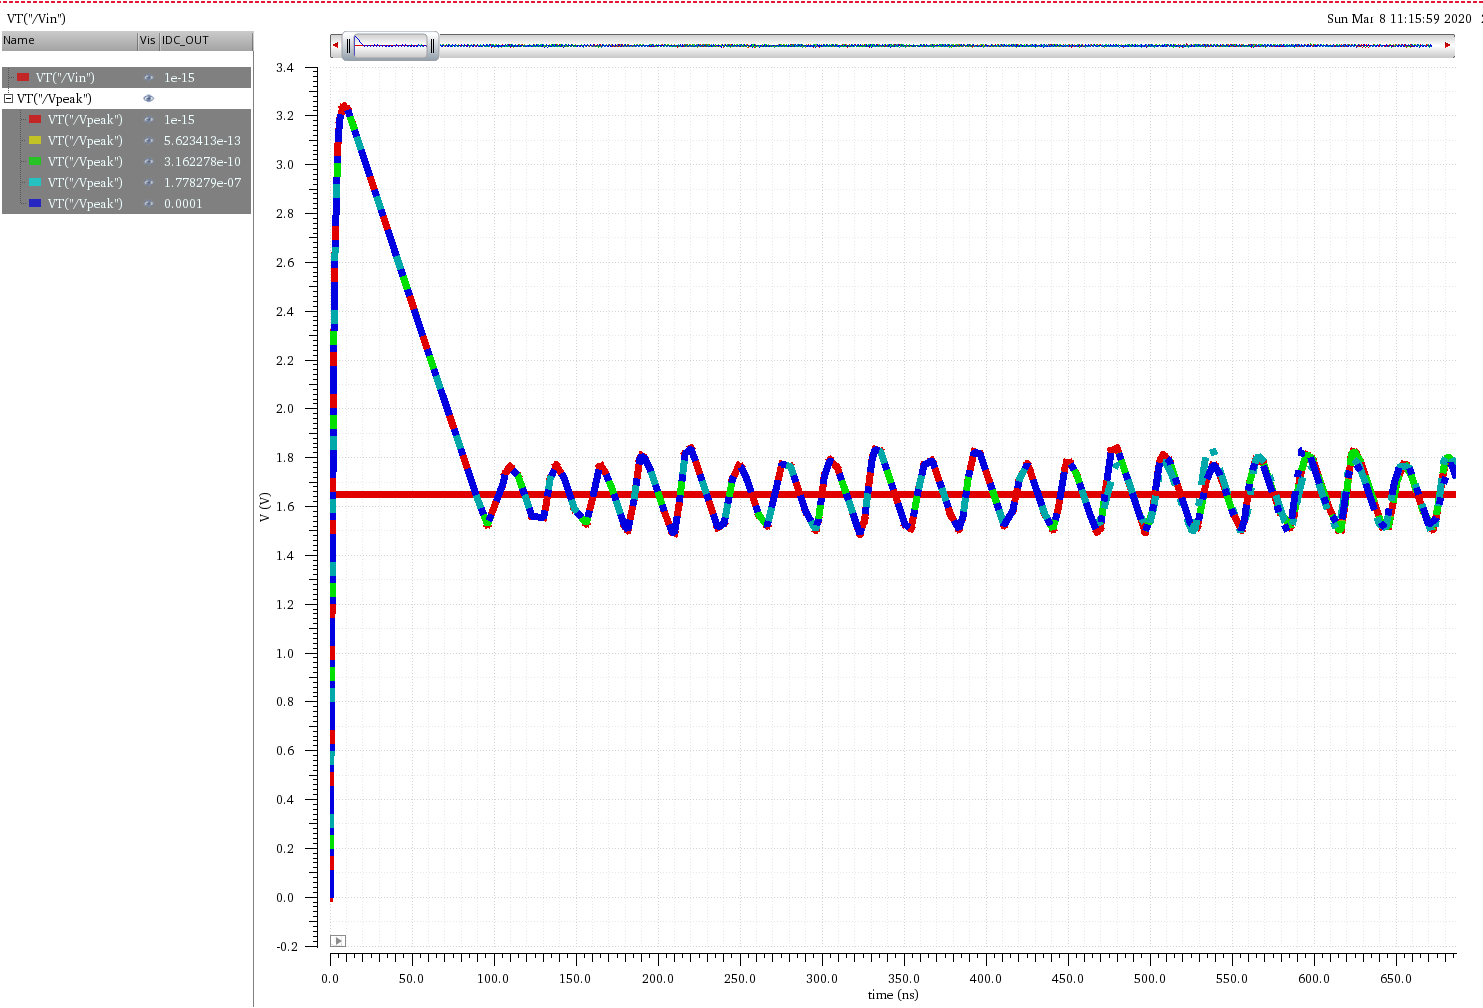 VT("/Vin")
Sun Mar 8 11:15:59 2020
Name Vis IDC_OUT
VT("/Vin") 1e-15
VT("/Vpeak")
VT("/Vpeak") 1e-15
VT("/Vpeak") 5.623413e-13
VT("/Vpeak") 3.162278e-10
VT("/Vpeak") 1.778279e-07
VT("/Vpeak") 0.0001
3.4
3.2
3.0
2.8
2.6
2.4
2.2
2.0
1.8
1.6
1.4
1.2
1.0
0.8
0.6
0.4
0.2
0.0
-0.2
V (V)
0.0 50.0 100.0 150.0 200.0 250.0 300.0 350.0 400.0 450.0 500.0 550.0 600.0 650.0
time (ns)